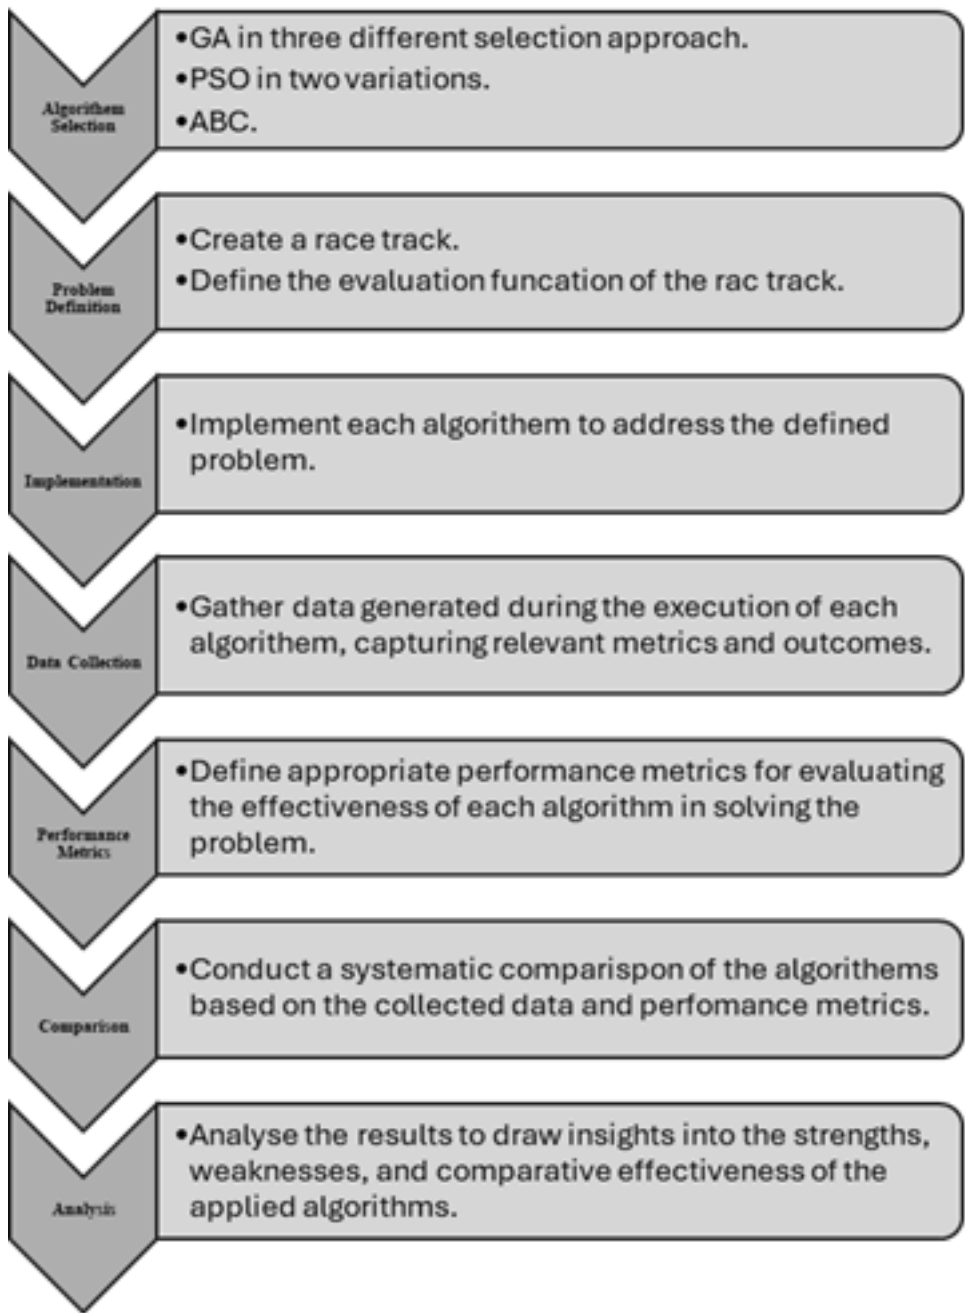 Algorithem
Selection
•GA in three different selection approach.
•PSO in two variations.
•ABC.
Problem
Definition
•Create a race track.
•Define the evaluation funcation of the rac track.
Implementation
•Implement each algorithem to address the defined
problem.
Data Collection
•Gather data generated during the execution of each
algorithem, capturing relevant metrics and outcomes.
Performance
Metrics
•Define appropriate performance metrics for evaluating
the effectiveness of each algorithm in solving the
problem.
Comparison
•Conduct a systematic comparispon of the algorithems
based on the collected data and perfomance metrics.
Analysis
•Analyse the results to draw insights into the strengths,
weaknesses, and comparative effectiveness of the
applied algorithms.